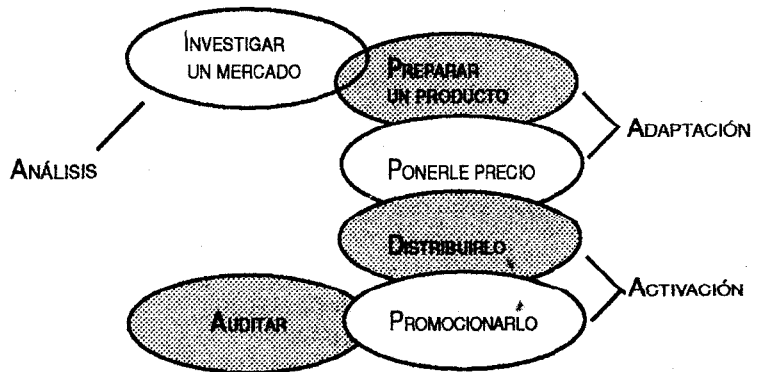 INVESTIGAR
UN MERCADO
PREPARAR
UN PRODUCTO
ADAPTACIÓN
ANÁLISIS
PONERLE PRECIO
DISTRIBUIRLO
ACTIVACIÓN
AUDITAR
PROMOCIONARLO